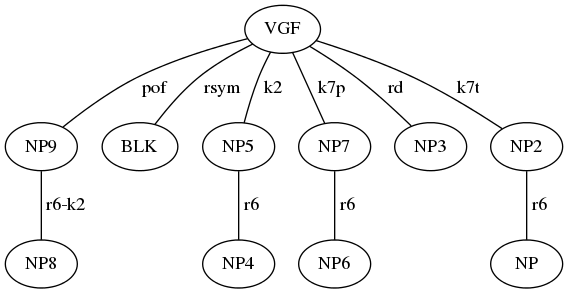 VGF
pof rsym k2 k7p rd k7t
NP9 BLK NP5 NP7 NP3 NP2
r6-k2 r6 r6 r6
NP8 NP4 NP6 NP